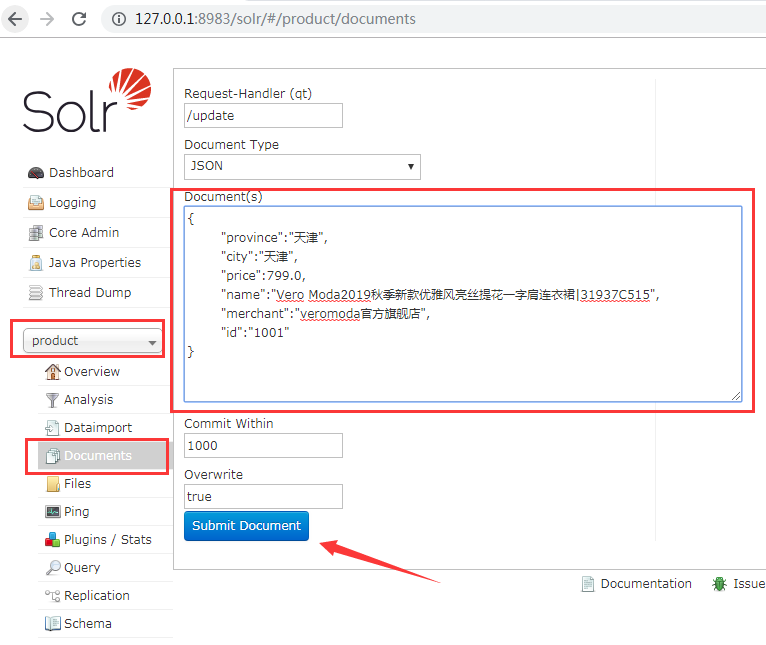 127.0.0.1:8983/solr/#/product/documents
Solr
Dashboard
Logging
Core Admin
Java Properties
Thread Dump
product
Overview
Analysis
Dataimport
Documents
Files
Ping
Plugins / Stats
Query
Replication
Schema
Request-Handler (qt)
/update
Document Type
JSON
Document(s)
{
"province":"天津",
"city":"天津",
"price":799.0,
"name":"Vero Moda2019秋季新款优雅风亮丝提花一字肩连衣裙|31937C515",
"merchant":"veromoda官方旗舰店",
"id":"1001"
}
Commit Within
1000
Overwrite
true
Submit Document
Documentation
Issue